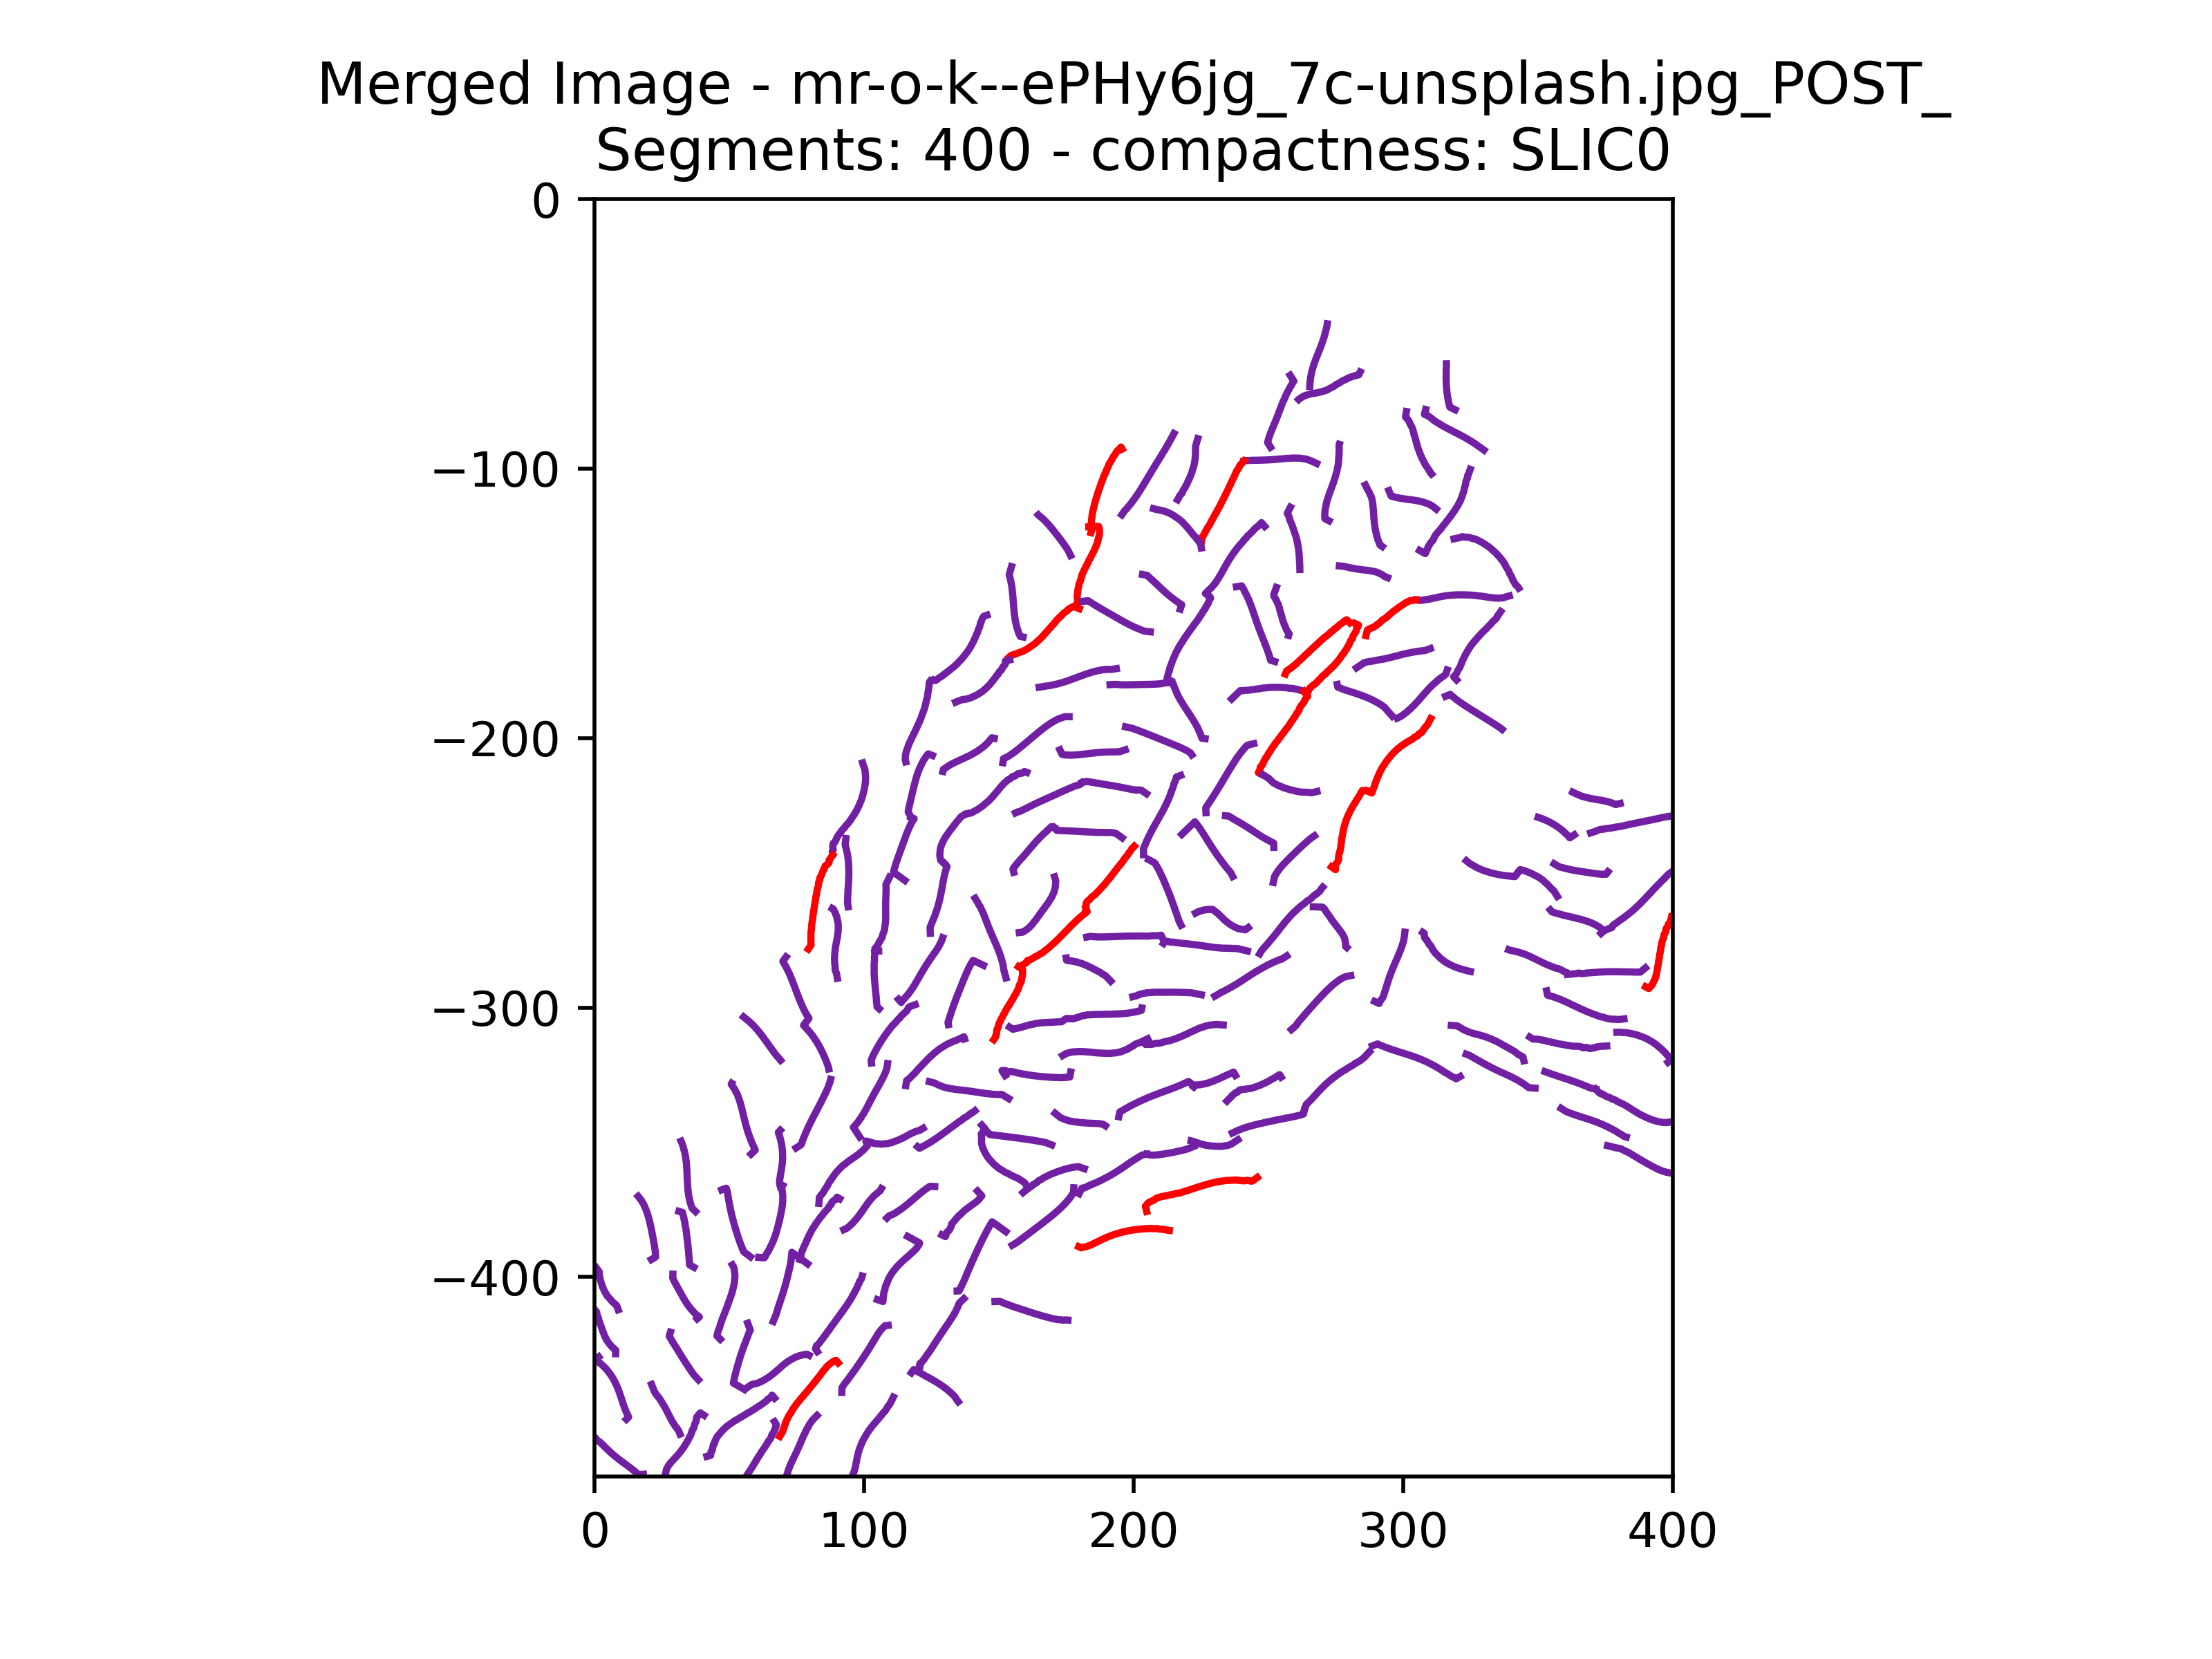 Merged Image - mr-o-k--ePHy6jg_7c-unsplash.jpg_POST_
Segments: 400 - compactness: SLIC0
0
−100
−200
−300
−400
0 100 200 300 400